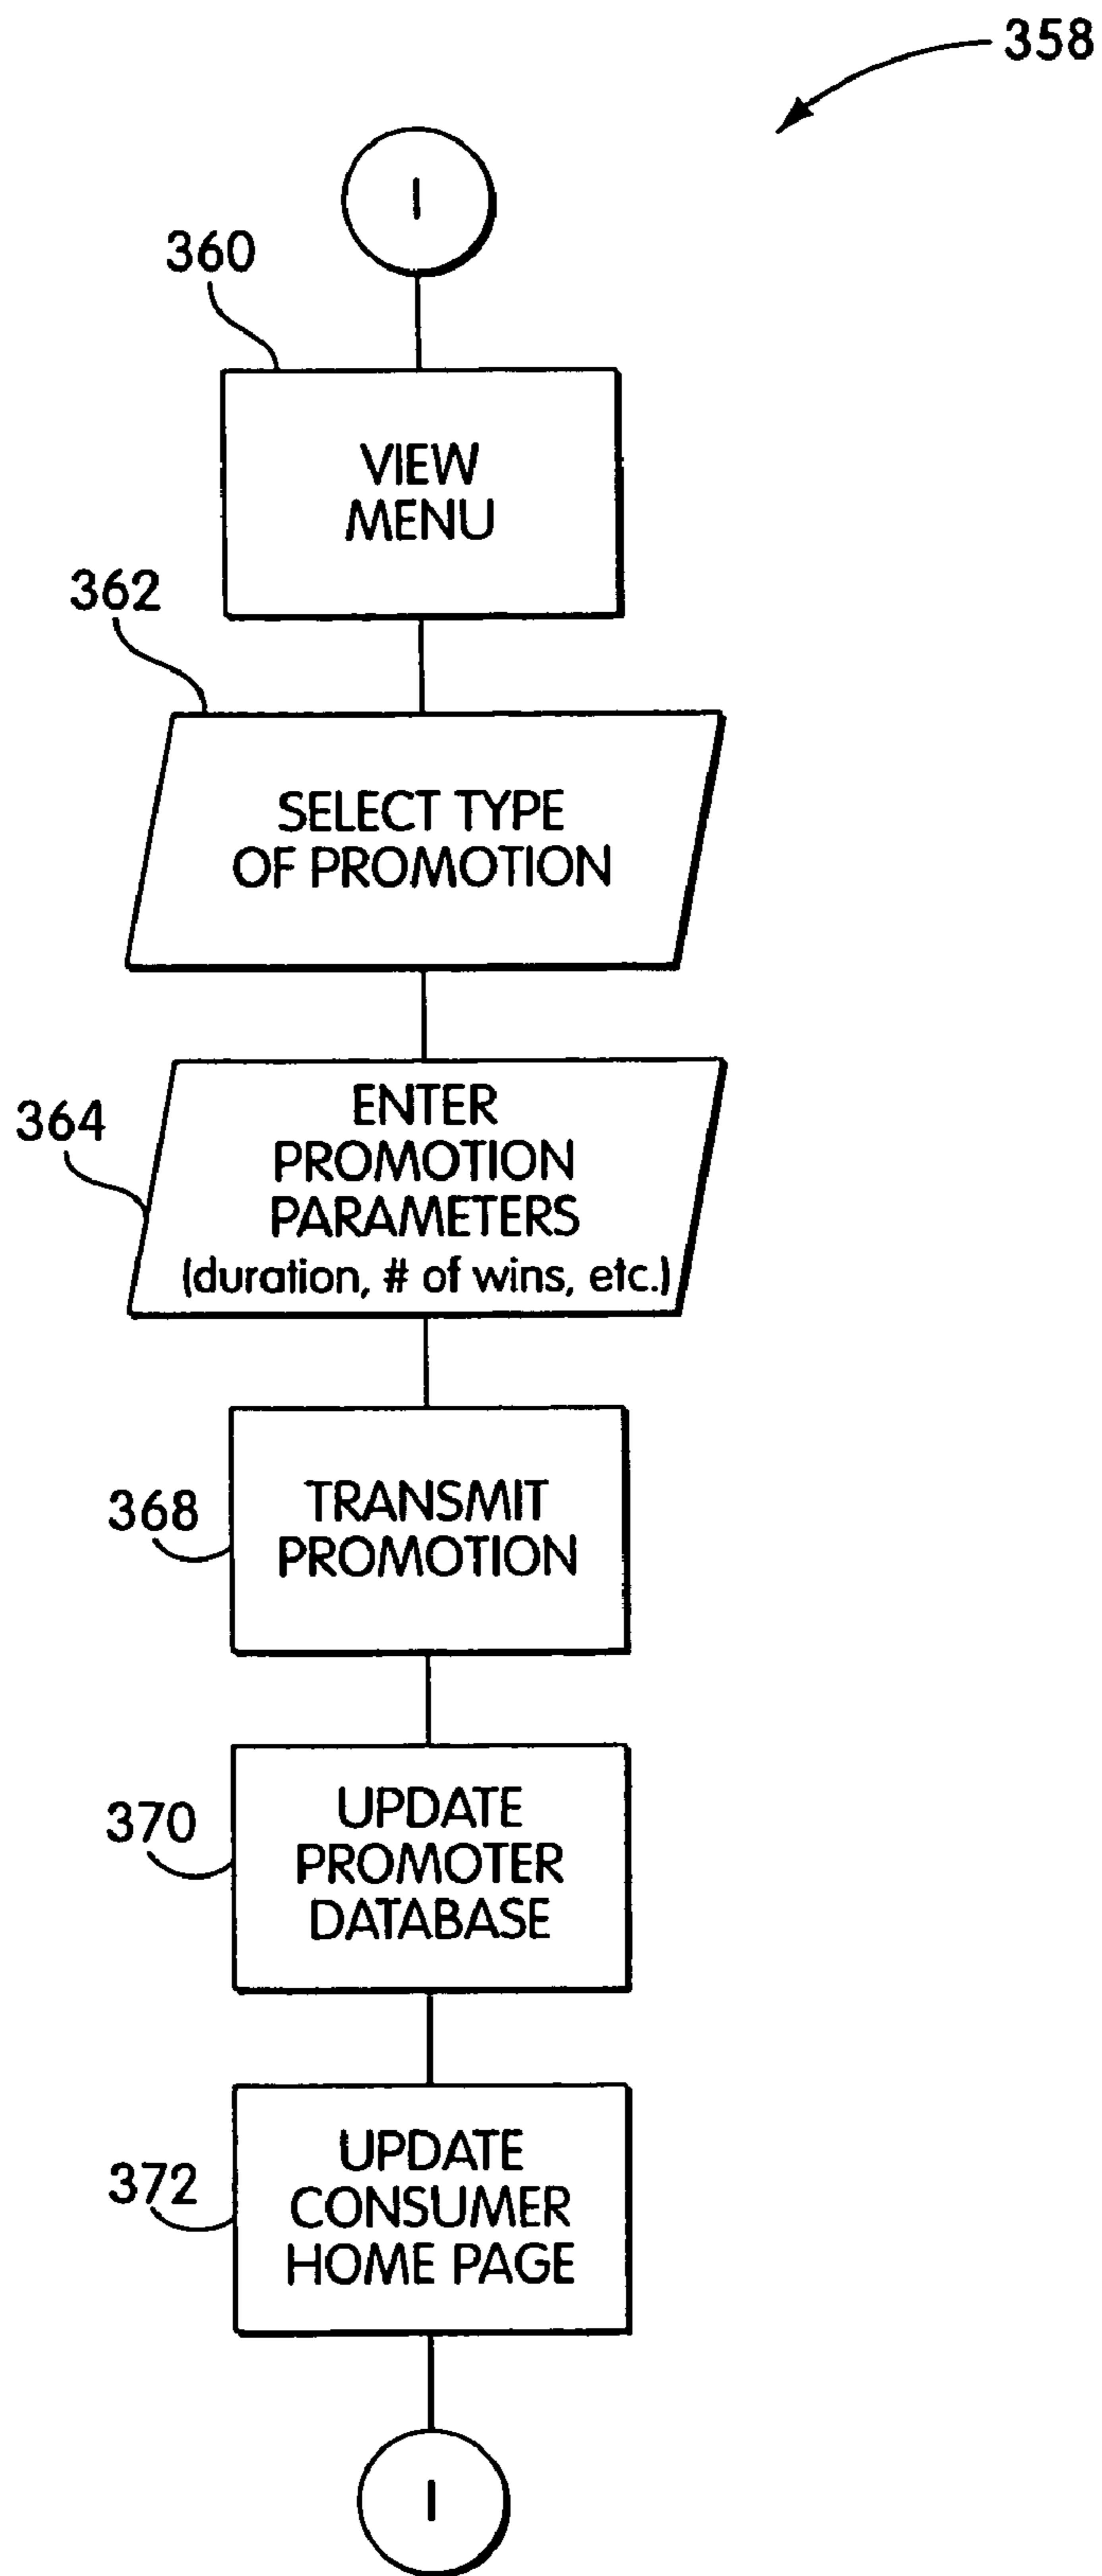 358
I
360
VIEW
MENU
362
SELECT TYPE
OF PROMOTION
364
ENTER
PROMOTION
PARAMETERS
(duration, # of wins, etc.)
368
TRANSMIT
PROMOTION
370
UPDATE
PROMOTER
DATABASE
372
UPDATE
CONSUMER
HOME PAGE
I